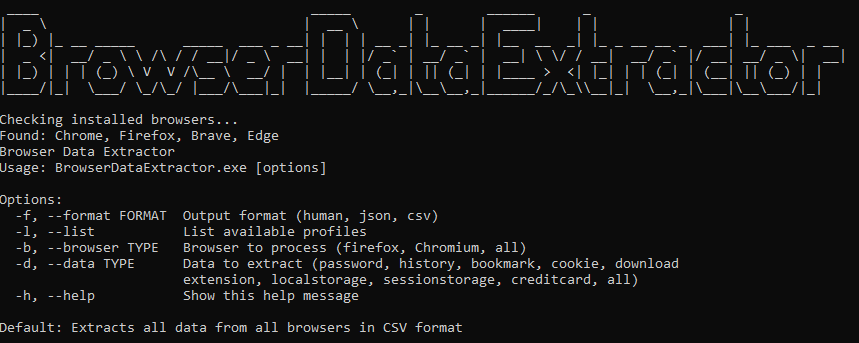 BrowserDataExtractor
Checking installed browsers...
Found: Chrome, Firefox, Brave, Edge
Browser Data Extractor
Usage: BrowserDataExtractor.exe [options]
Options:
-f, --format FORMAT  Output format (human, json, csv)
-l, --list           List available profiles
-b, --browser TYPE   Browser to process (firefox, Chromium, all)
-d, --data TYPE      Data to extract (password, history, bookmark, cookie, download
extension, localstorage, sessionstorage, creditcard, all)
-h, --help           Show this help message
Default: Extracts all data from all browsers in CSV format